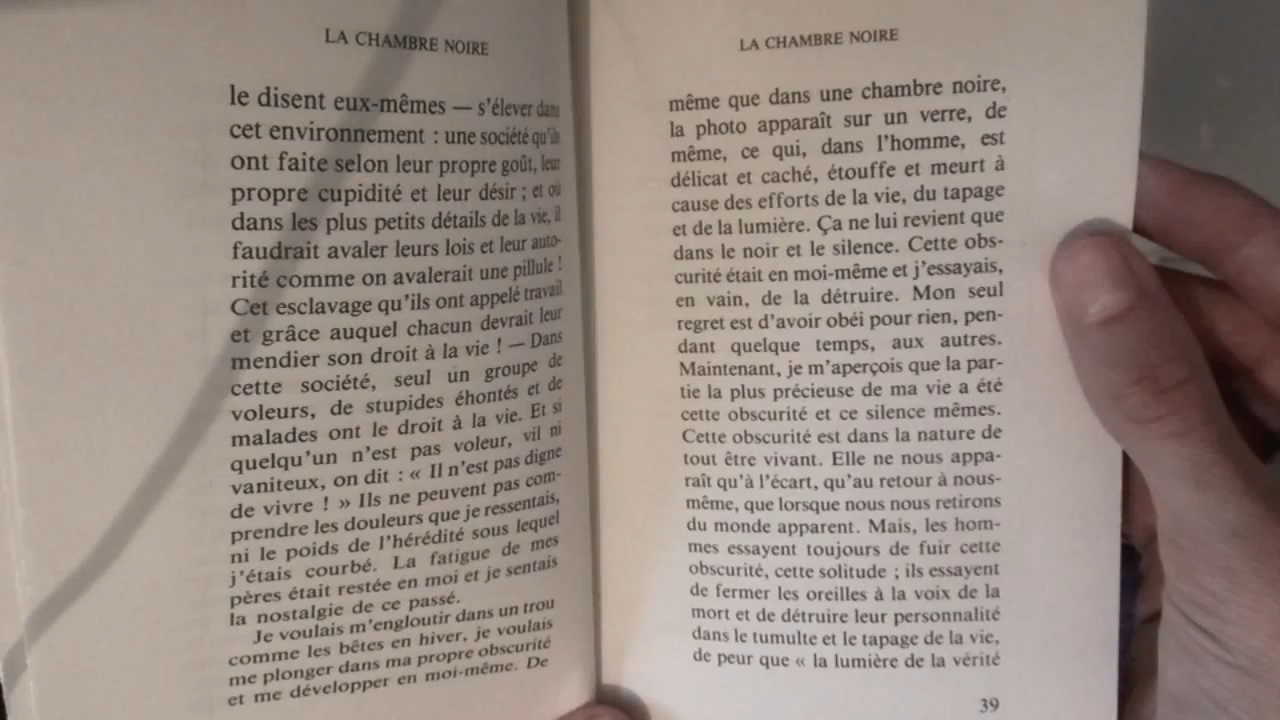 LA CHAMBRE NOIRE
le disent eux-mêmes — s'élever dans
cet environnement : une société qu'ils
ont faite selon leur propre goût, leur
propre cupidité et leur désir ; et où
dans les plus petits détails de la vie, il
faudrait avaler leurs lois et leur auto-
rité comme on avalerait une pillule !
Cet esclavage qu'ils ont appelé travail
et grâce auquel chacun devrait leur
mendier son droit à la vie ! — Dans
cette société, seul un groupe de
voleurs, de stupides éhontés et de
malades ont le droit à la vie. Et si
quelqu'un n'est pas voleur, vil ni
vaniteux, on dit : « Il n'est pas digne
de vivre ! » Ils ne peuvent pas com-
prendre les douleurs que je ressentais,
ni le poids de l'hérédité sous lequel
j'étais courbé. La fatigue de mes
pères était restée en moi et je sentais
la nostalgie de ce passé.
Je voulais m'engloutir dans un trou
comme les bêtes en hiver, je voulais
me plonger dans ma propre obscurité
et me développer en moi-même. De
LA CHAMBRE NOIRE
même que dans une chambre noire,
la photo apparaît sur un verre, de
même, ce qui, dans l'homme, est
délicat et caché, étouffe et meurt à
cause des efforts de la vie, du tapage
et de la lumière. Ça ne lui revient que
dans le noir et le silence. Cette obs-
curité était en moi-même et j'essayais,
en vain, de la détruire. Mon seul
regret est d'avoir obéi pour rien, pen-
dant quelque temps, aux autres.
Maintenant, je m'aperçois que la par-
tie la plus précieuse de ma vie a été
cette obscurité et ce silence mêmes.
Cette obscurité est dans la nature de
tout être vivant. Elle ne nous appa-
raît qu'à l'écart, qu'au retour à nous-
même, que lorsque nous nous retirons
du monde apparent. Mais, les hom-
mes essayent toujours de fuir cette
obscurité, cette solitude ; ils essayent
de fermer les oreilles à la voix de la
mort et de détruire leur personnalité
dans le tumulte et le tapage de la vie,
de peur que « la lumière de la vérité
39